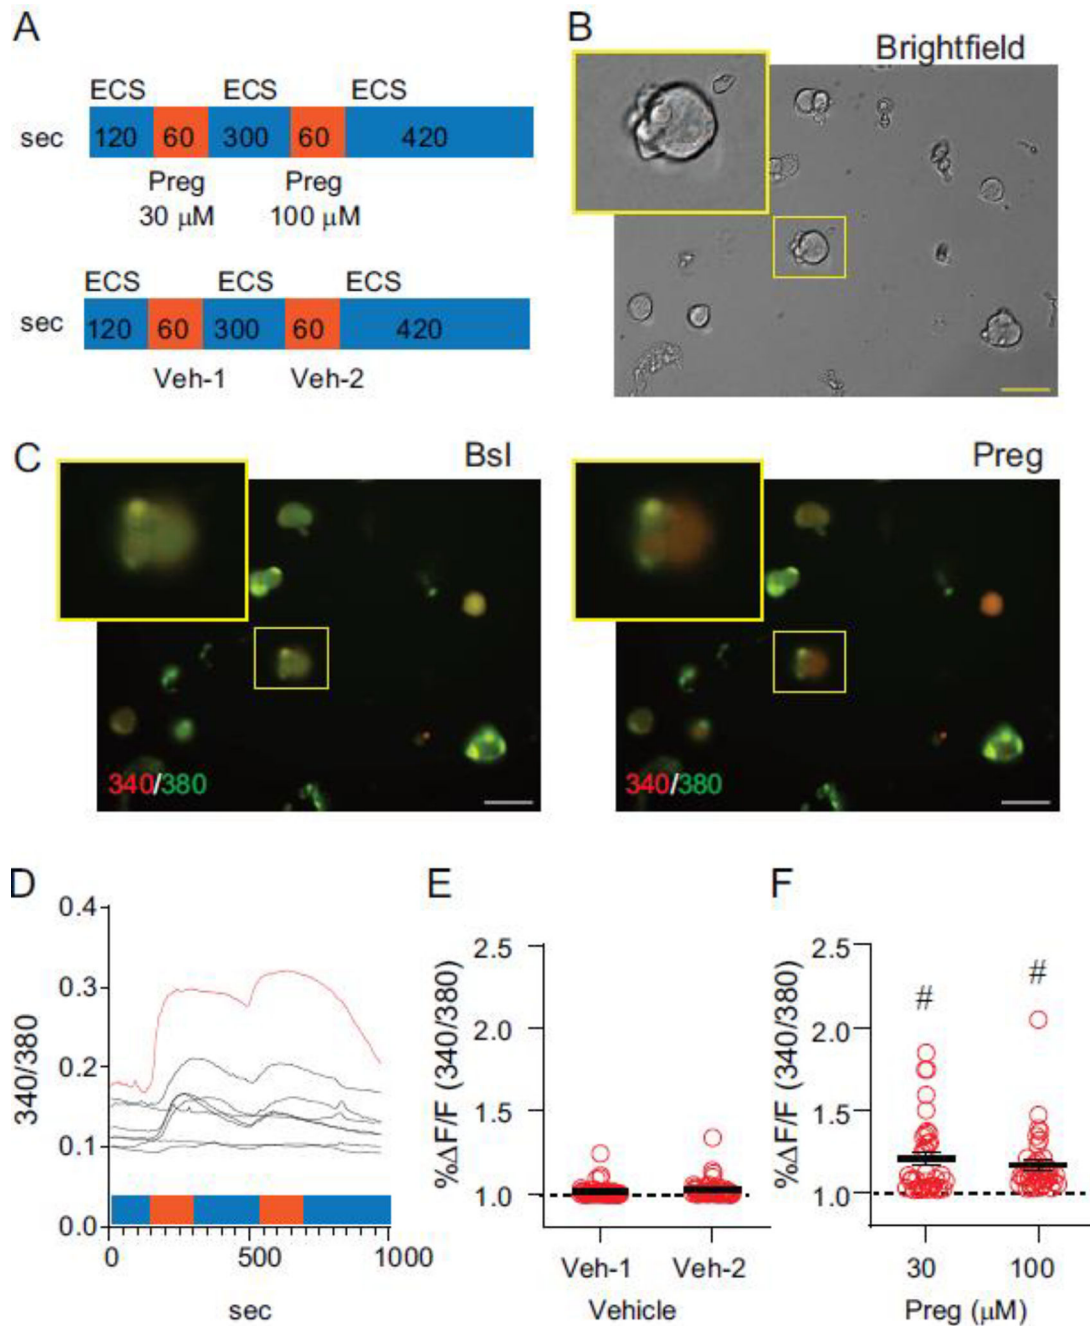 A
ECS ECS ECS
sec 120 60 300 60 420
Preg Preg
30 μM 100 μM
ECS ECS ECS
sec 120 60 300 60 420
Veh-1 Veh-2
B
Brightfield
C
Bsl
340/380
Preg
340/380
D
340/380
0.4
0.3
0.2
0.1
0.0
0 500 1000
sec
E
%ΔF/F (340/380)
2.5
2.0
1.5
1.0
Veh-1 Veh-2
Vehicle
F
%ΔF/F (340/380)
2.5
2.0
1.5
1.0
# #
30 100
Preg (μM)